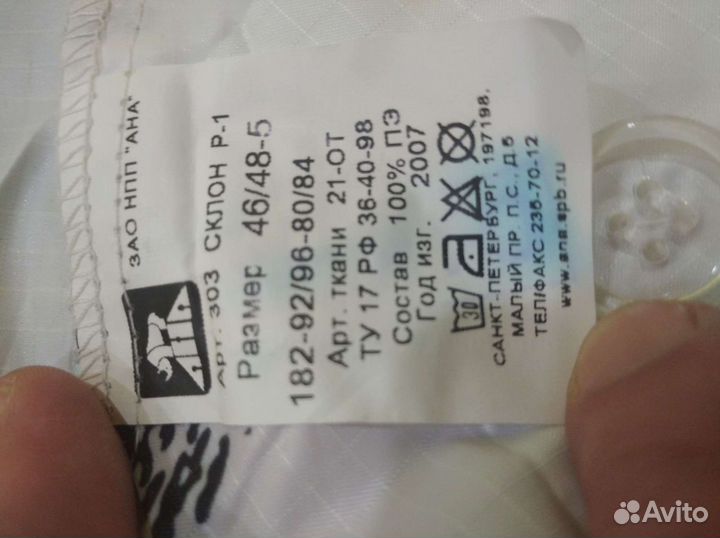 ЗАО НПП "АНА"
Арт. 303 СКЛОН Р-1
Размер 46/48-5
182-92/96-80/84
Арт. ткани 21-ОТ
ТУ 17 РФ 36-40-98
Состав 100% ПЭ
Год изг. 2007
30
САНКТ-ПЕТЕРБУРГ, 197198,
МАЛЫЙ ПР. П.С., Д.5
ТЕЛ/ФАКС 235-70-12
www.ana.spb.ru
Avito